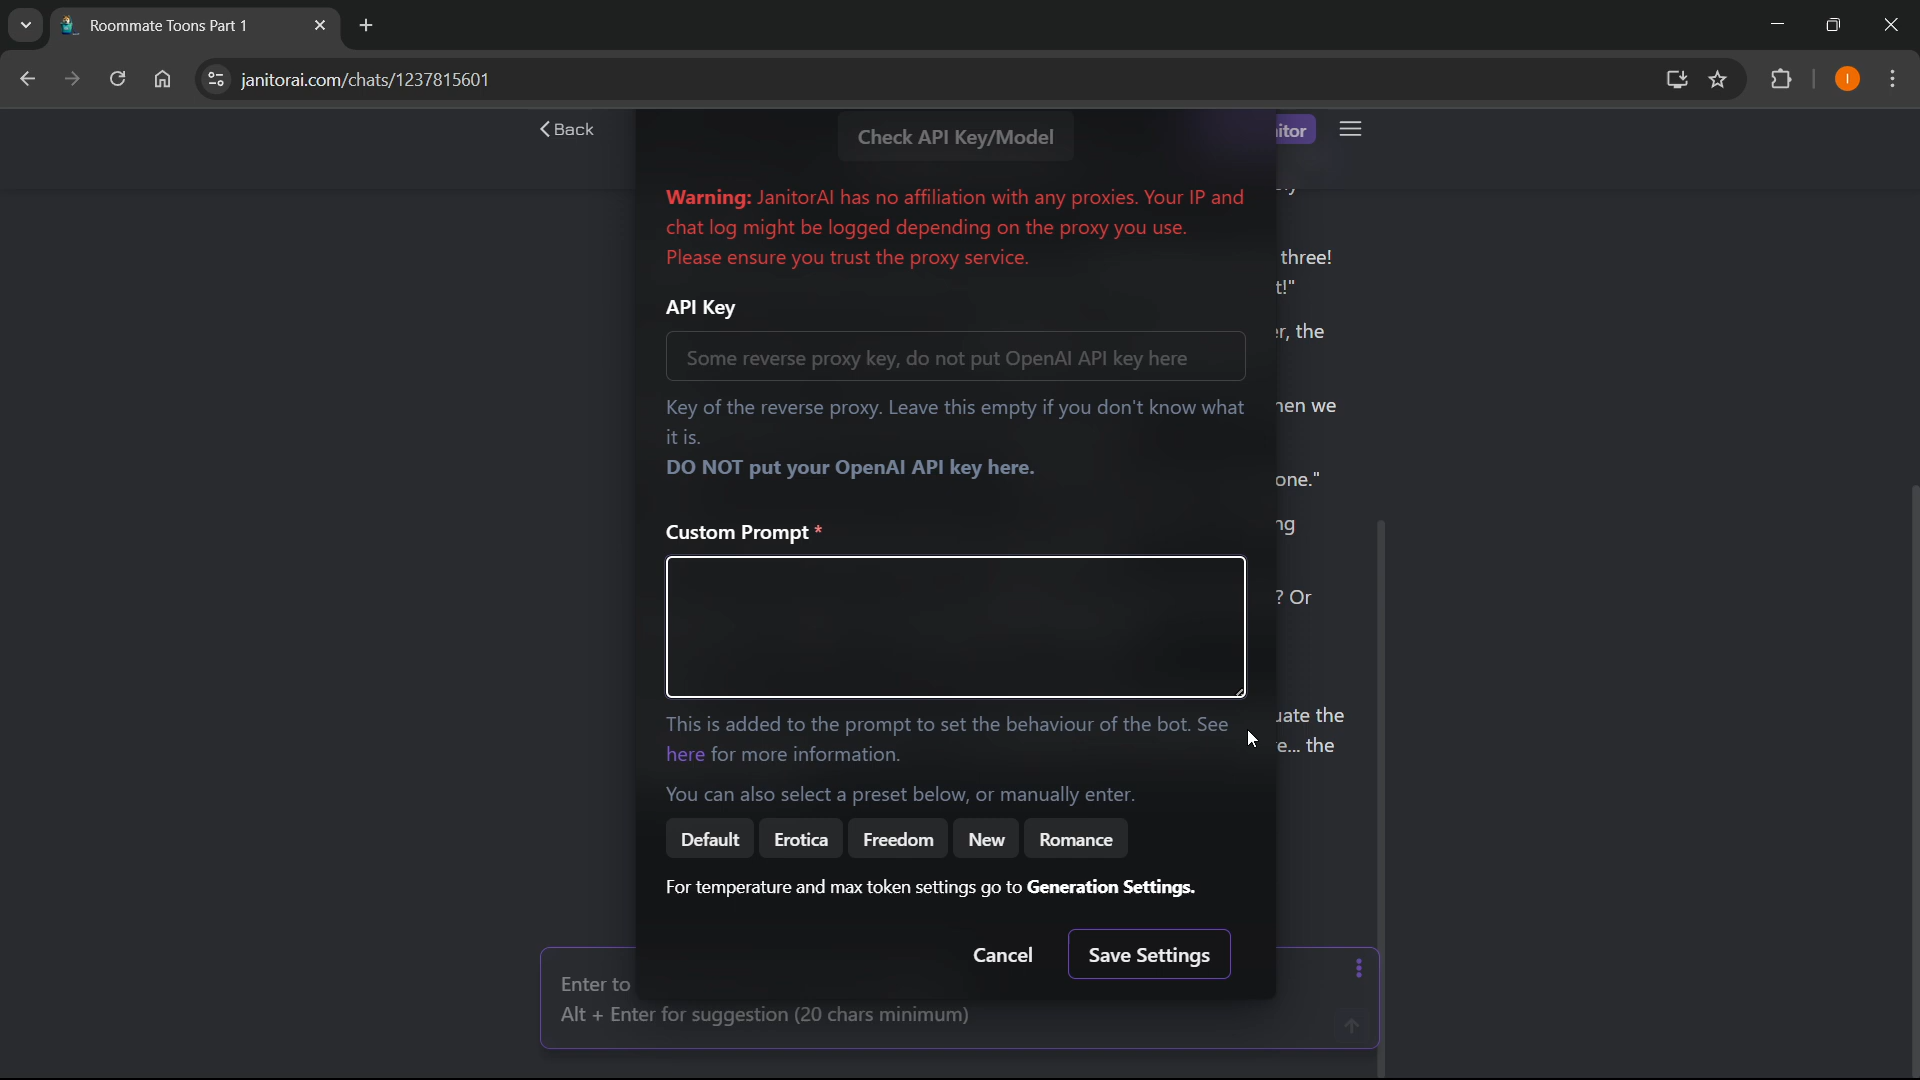 Roommate Toons Part 1
janitorai.com/chats/1237815601
I
Back
itor
Check API Key/Model
Warning: JanitorAI has no affiliation with any proxies. Your IP and
chat log might be logged depending on the proxy you use.
Please ensure you trust the proxy service.
three!
t!"
er, the
API Key
Some reverse proxy key, do not put OpenAI API key here
Key of the reverse proxy. Leave this empty if you don't know what
it is.
DO NOT put your OpenAI API key here.
hen we
one."
ng
Custom Prompt *
? Or
This is added to the prompt to set the behaviour of the bot. See
here for more information.
uate the
e... the
You can also select a preset below, or manually enter.
Default Erotica Freedom New Romance
For temperature and max token settings go to Generation Settings.
Cancel Save Settings
Enter to
Alt + Enter for suggestion (20 chars minimum)